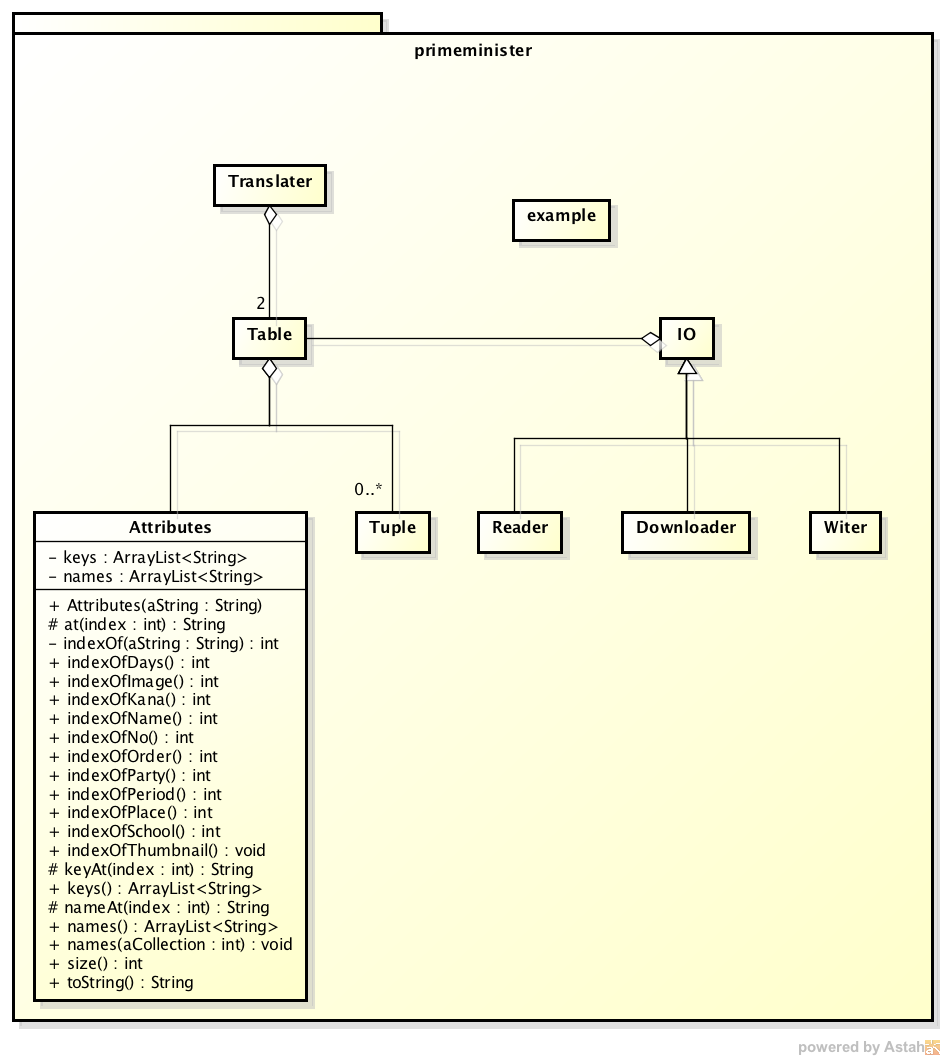 primeminister
Translater
example
2
Table
IO
0..*
Attributes
Tuple
Reader
Downloader
Witer
- keys : ArrayList<String>
- names : ArrayList<String>
+ Attributes(aString : String)
# at(index : int) : String
- indexOf(aString : String) : int
+ indexOfDays() : int
+ indexOfImage() : int
+ indexOfKana() : int
+ indexOfName() : int
+ indexOfNo() : int
+ indexOfOrder() : int
+ indexOfParty() : int
+ indexOfPeriod() : int
+ indexOfPlace() : int
+ indexOfSchool() : int
+ indexOfThumbnail() : void
# keyAt(index : int) : String
+ keys() : ArrayList<String>
# nameAt(index : int) : String
+ names() : ArrayList<String>
+ names(aCollection : int) : void
+ size() : int
+ toString() : String
powered by Astah